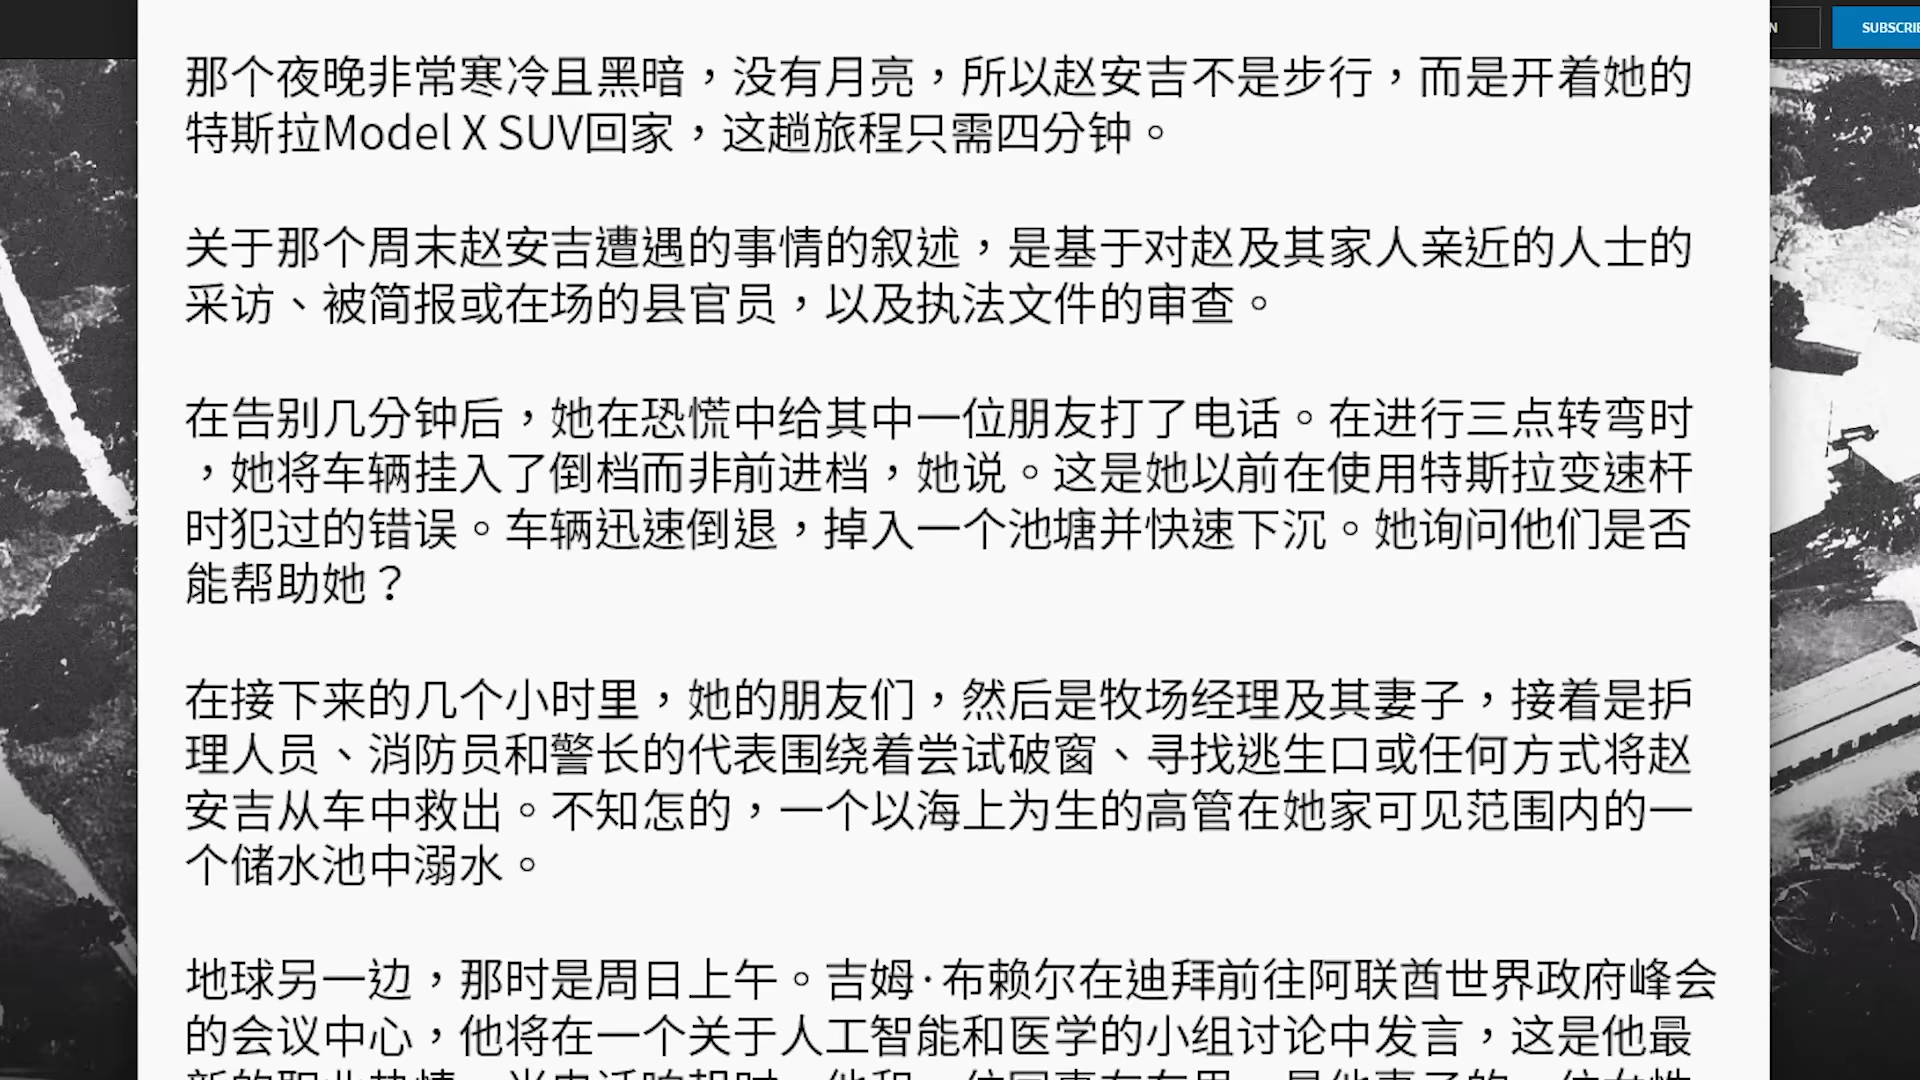 N
SUBSCRIBE
那个夜晚非常寒冷且黑暗，没有月亮，所以赵安吉不是步行，而是开着她的
特斯拉Model X SUV回家，这趟旅程只需四分钟。
关于那个周末赵安吉遭遇的事情的叙述，是基于对赵及其家人亲近的人士的
采访、被简报或在场的县官员，以及执法文件的审查。
在告别几分钟后，她在恐慌中给其中一位朋友打了电话。在进行三点转弯时
，她将车辆挂入了倒档而非前进档，她说。这是她以前在使用特斯拉变速杆
时犯过的错误。车辆迅速倒退，掉入一个池塘并快速下沉。她询问他们是否
能帮助她？
在接下来的几个小时里，她的朋友们，然后是牧场经理及其妻子，接着是护
理人员、消防员和警长的代表围绕着尝试破窗、寻找逃生口或任何方式将赵
安吉从车中救出。不知怎的，一个以海上为生的高管在她家可见范围内的一
个储水池中溺水。
地球另一边，那时是周日上午。吉姆·布赖尔在迪拜前往阿联酋世界政府峰会
的会议中心，他将在一个关于人工智能和医学的小组讨论中发言，这是他最